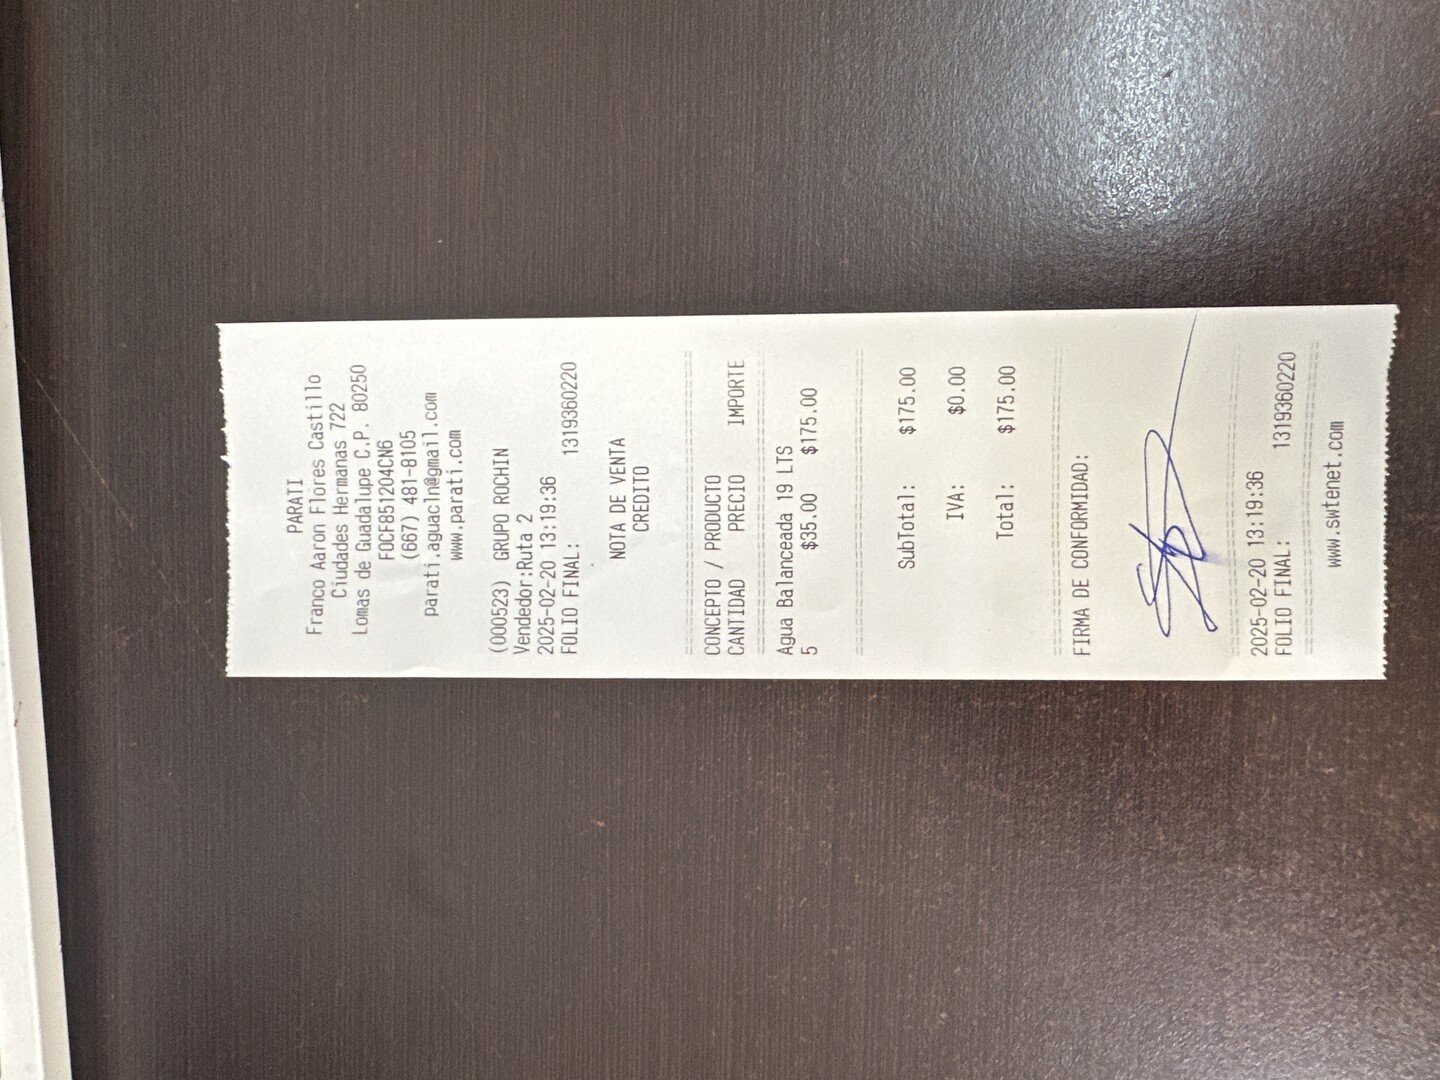 PARATI
Franco Aaron Flores Castillo
Ciudades Hermanas 722
Lomas de Guadalupe C.P. 80250
FOCF851204CN6
(667) 481-8105
parati.aguacln@gmail.com
www.parati.com
(000523) GRUPO ROCHIN
Vendedor:Ruta 2
2025-02-20 13:19:36
FOLIO FINAL: 1319360220
NOTA DE VENTA
CREDITO
CONCEPTO / PRODUCTO
CANTIDAD PRECIO IMPORTE
Agua Balanceada 19 LTS
5 $35.00 $175.00
SubTotal: $175.00
IVA: $0.00
Total: $175.00
FIRMA DE CONFORMIDAD:
2025-02-20 13:19:36
FOLIO FINAL: 1319360220
www.swtenet.com